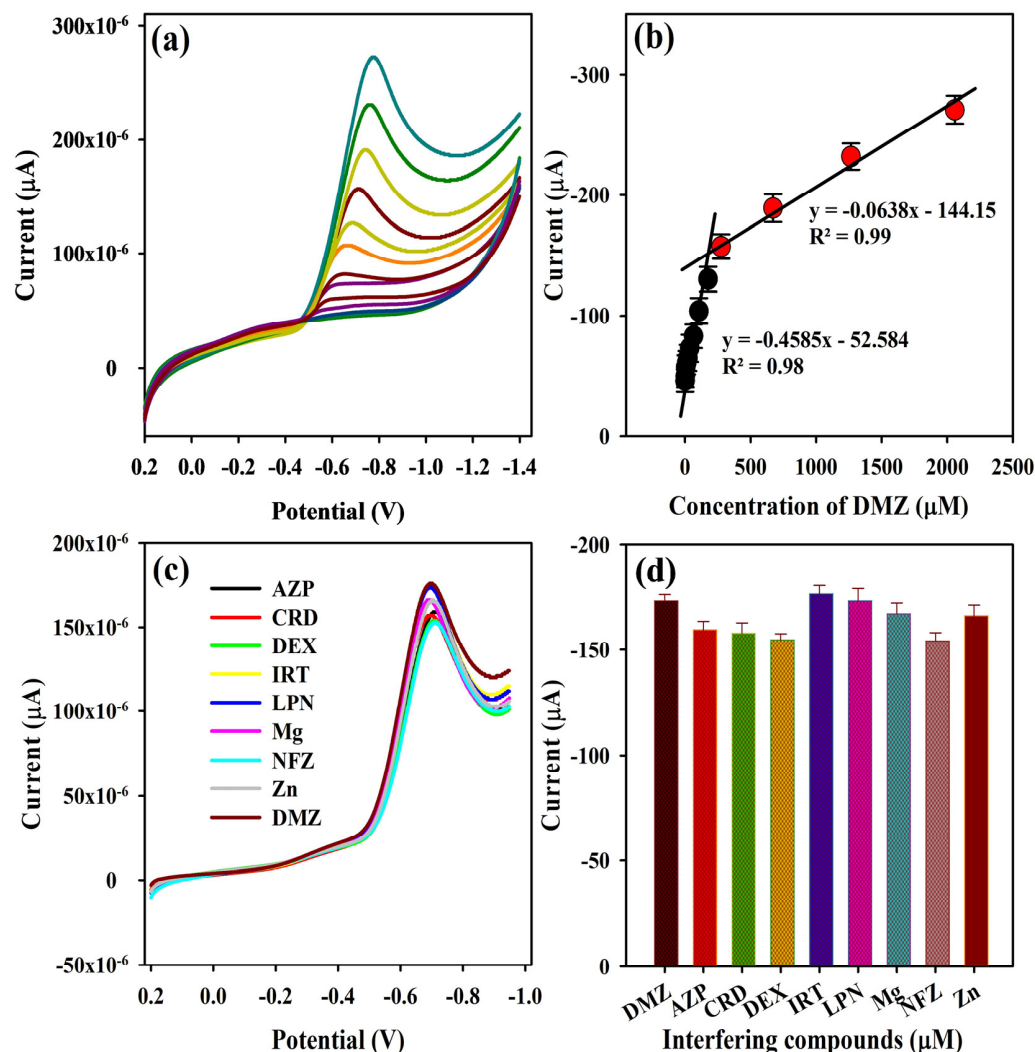 (a)
300x10-6
200x10-6
100x10-6
0
Current (µA)
0.2 0.0 -0.2 -0.4 -0.6 -0.8 -1.0 -1.2 -1.4
Potential (V)
(b)
-300
-200
-100
0
Current (µA)
y = -0.0638x - 144.15
R² = 0.99
y = -0.4585x - 52.584
R² = 0.98
0 500 1000 1500 2000 2500
Concentration of DMZ (µM)
(c)
200x10-6
150x10-6
100x10-6
50x10-6
0
-50x10-6
Current (µA)
AZP
CRD
DEX
IRT
LPN
Mg
NFZ
Zn
DMZ
0.2 0.0 -0.2 -0.4 -0.6 -0.8 -1.0
Potential (V)
(d)
-200
-150
-100
-50
0
Current (µA)
DMZ AZP CRD DEX IRT LPN Mg NFZ Zn
Interfering compounds (µM)